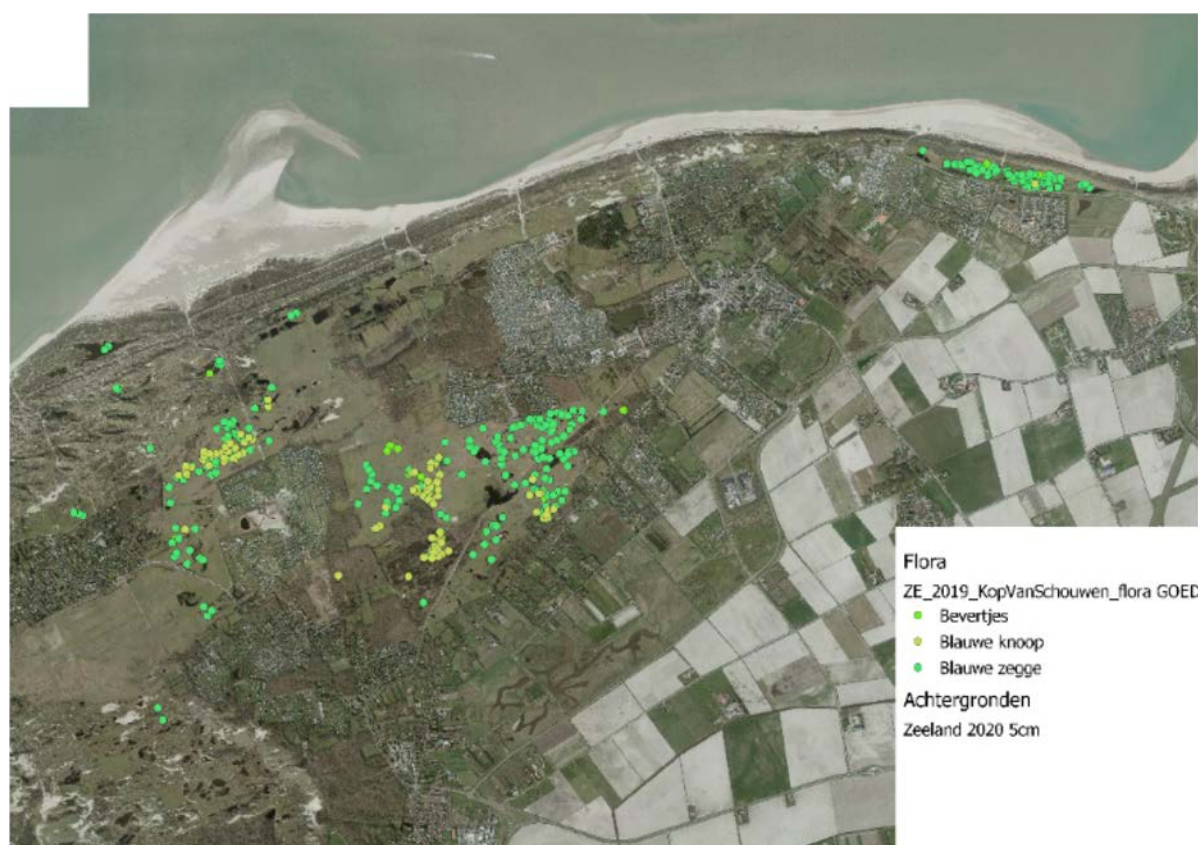 Flora
ZE_2019_KopVanSchouwen_flora GOED
Bevertjes
Blauwe knoop
Blauwe zegge
Achtergronden
Zeeland 2020 5cm